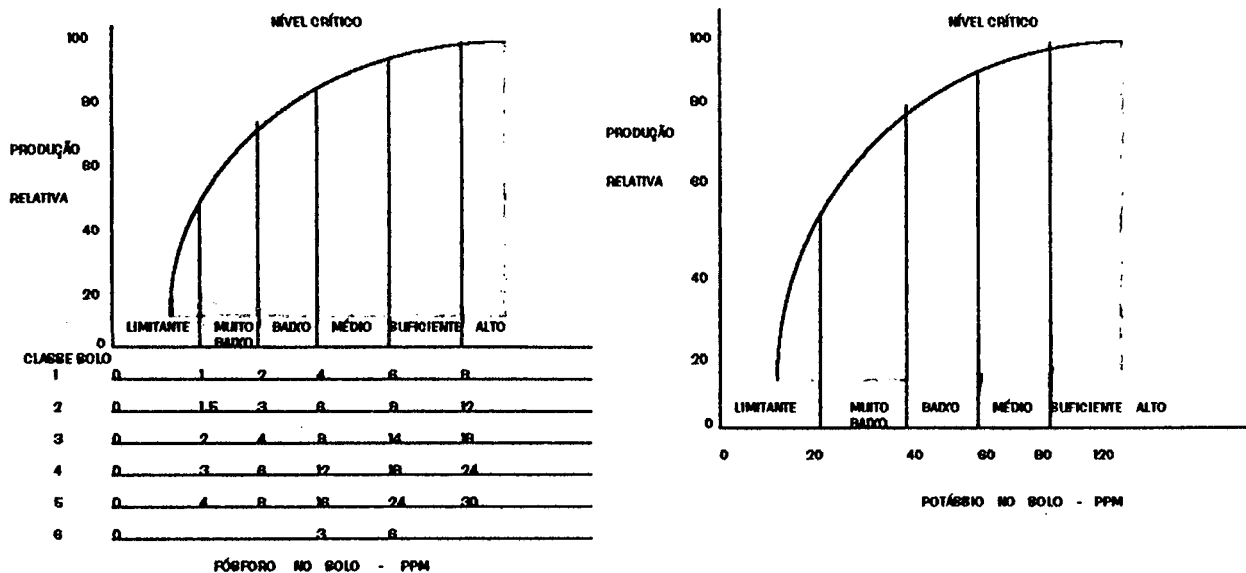 NÍVEL CRÍTICO
100
80
PRODUÇÃO
60
RELATIVA
40
20
LIMITANTE MUITO BAIXO BAIXO MÉDIO SUFICIENTE ALTO
0
CLASSE SOLO
1 0 1 2 4 6 8
2 0 1.5 3 6 9 12
3 0 2 4 8 14 18
4 0 3 6 12 18 24
5 0 4 8 16 24 30
6 0 3 6
FÓSFORO NO SOLO - PPM
NÍVEL CRÍTICO
100
80
PRODUÇÃO
RELATIVA 60
40
20
LIMITANTE MUITO BAIXO BAIXO MÉDIO SUFICIENTE ALTO
0
0 20 40 60 80 120
POTÁSSIO NO SOLO - PPM